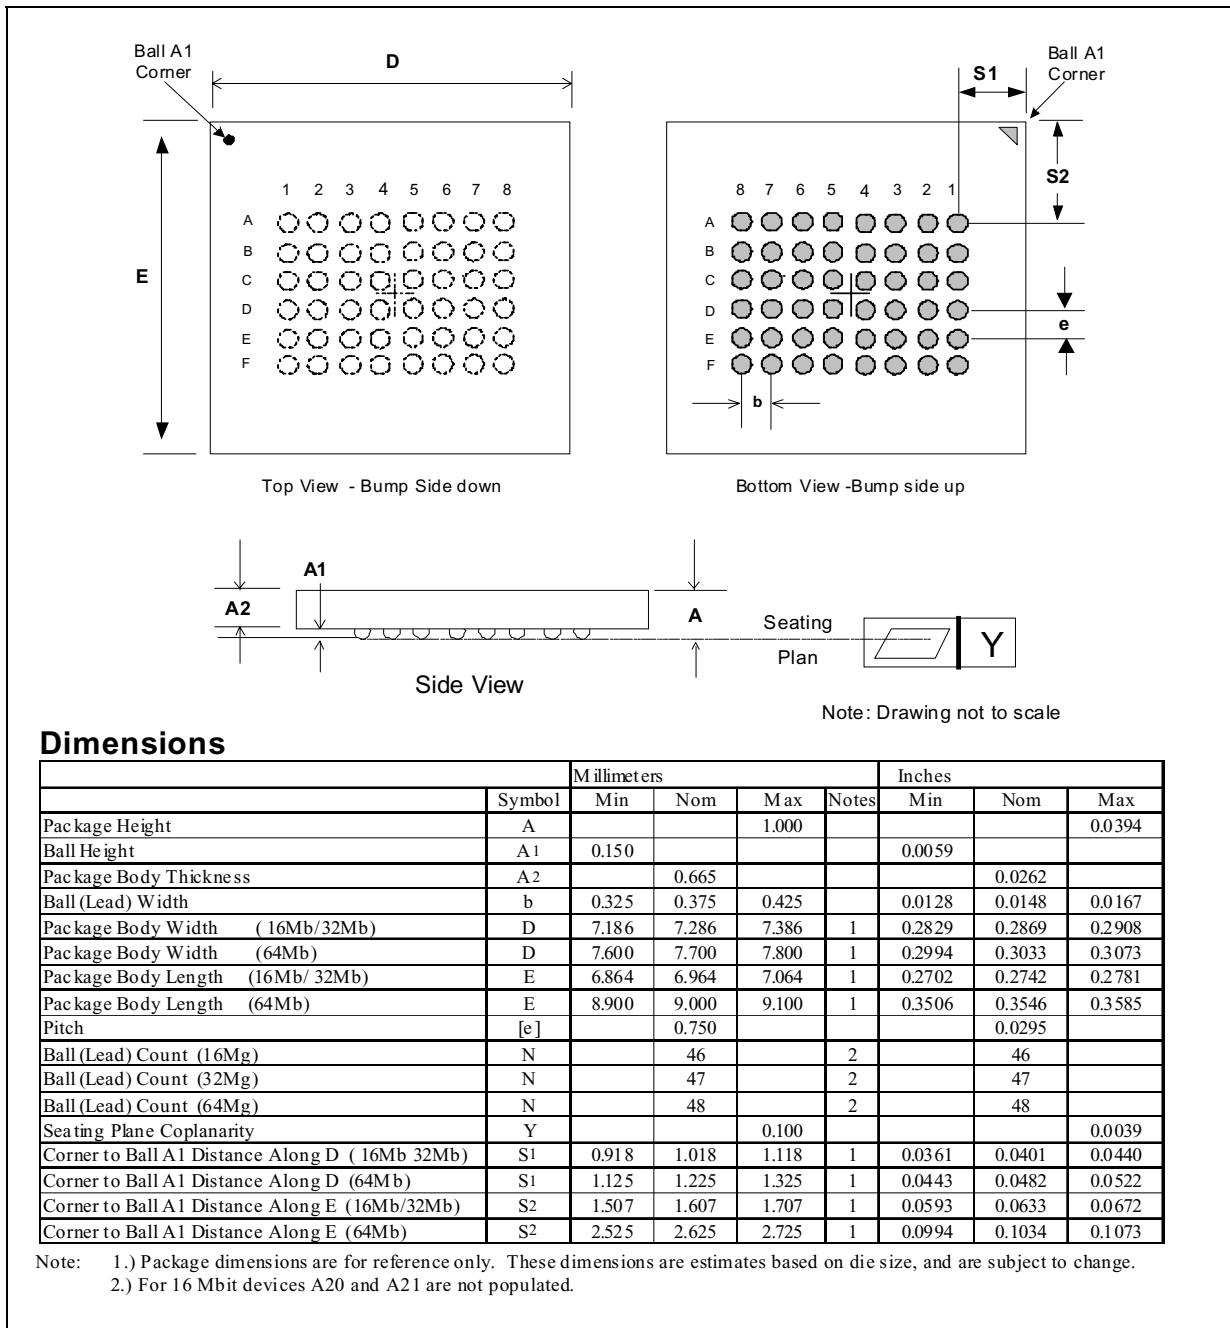 Ball A1
Corner
D
E
1 2 3 4 5 6 7 8
A
B
C
D
E
F
Top View - Bump Side down
Ball A1
Corner
S1
S2
8 7 6 5 4 3 2 1
A
B
C
D
E
F
e
b
Bottom View -Bump side up
A1
A2
A
Seating
Plan
Y
Side View
Note: Drawing not to scale
Dimensions
Millimeters Inches
Symbol Min Nom Max Notes Min Nom Max
Package Height A 1.000 0.0394
Ball Height A1 0.150 0.0059
Package Body Thickness A2 0.665 0.0262
Ball (Lead) Width b 0.325 0.375 0.425 0.0128 0.0148 0.0167
Package Body Width (16Mb/32Mb) D 7.186 7.286 7.386 1 0.2829 0.2869 0.2908
Package Body Width (64Mb) D 7.600 7.700 7.800 1 0.2994 0.3033 0.3073
Package Body Length (16Mb/ 32Mb) E 6.864 6.964 7.064 1 0.2702 0.2742 0.2781
Package Body Length (64Mb) E 8.900 9.000 9.100 1 0.3506 0.3546 0.3585
Pitch [e] 0.750 0.0295
Ball (Lead) Count (16Mg) N 46 2 46
Ball (Lead) Count (32Mg) N 47 2 47
Ball (Lead) Count (64Mg) N 48 2 48
Seating Plane Coplanarity Y 0.100 0.0039
Corner to Ball A1 Distance Along D (16Mb 32Mb) S1 0.918 1.018 1.118 1 0.0361 0.0401 0.0440
Corner to Ball A1 Distance Along D (64Mb) S1 1.125 1.225 1.325 1 0.0443 0.0482 0.0522
Corner to Ball A1 Distance Along E (16Mb/32Mb) S2 1.507 1.607 1.707 1 0.0593 0.0633 0.0672
Corner to Ball A1 Distance Along E (64Mb) S2 2.525 2.625 2.725 1 0.0994 0.1034 0.1073
Note: 1.) Package dimensions are for reference only. These dimensions are estimates based on die size, and are subject to change.
2.) For 16 Mbit devices A20 and A21 are not populated.